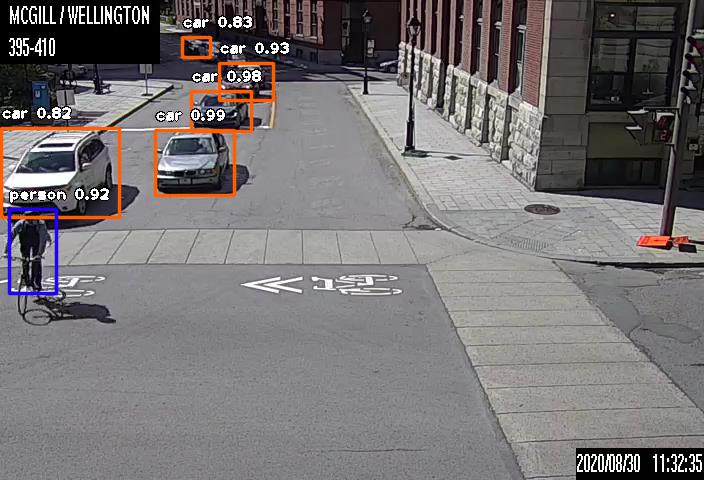 MCGILL / WELLINGTON
395-410
car 0.83
car 0.93
car 0.98
car 0.82
car 0.99
person 0.92
2020/08/30 11:32:35